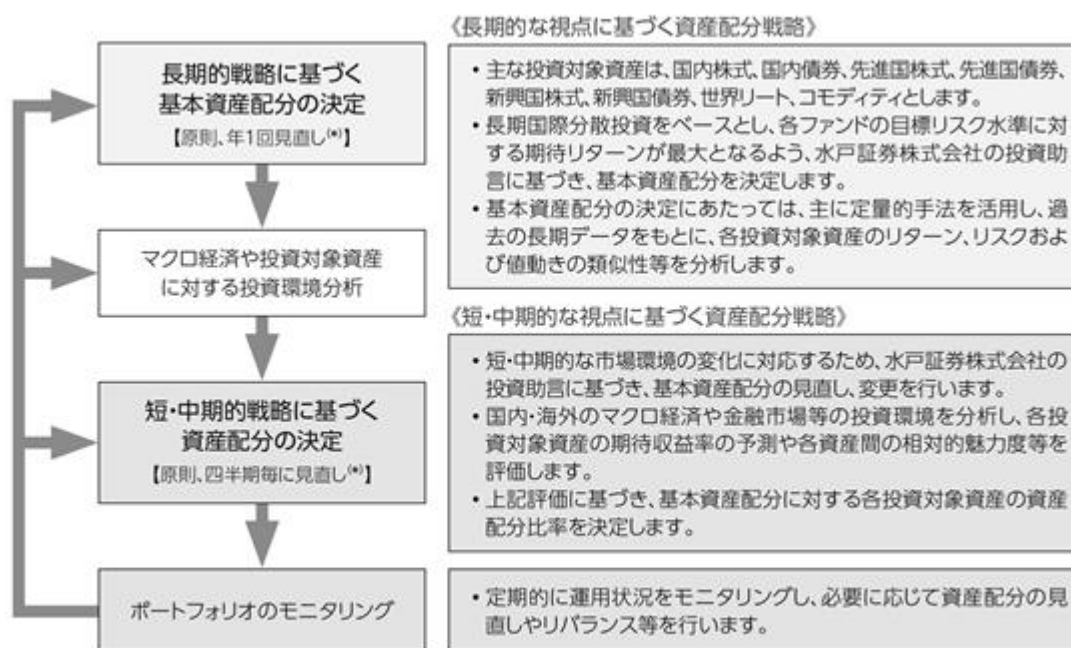 長期的戦略に基づく
基本資産配分の決定
【原則、年1回見直し(*)】
マクロ経済や投資対象資産
に対する投資環境分析
短・中期的戦略に基づく
資産配分の決定
【原則、四半期毎に見直し(*)】
ポートフォリオのモニタリング
《長期的な視点に基づく資産配分戦略》
• 主な投資対象資産は、国内株式、国内債券、先進国株式、先進国債券、
新興国株式、新興国債券、世界リート、コモディティとします。
• 長期国際分散投資をベースとし、各ファンドの目標リスク水準に対
する期待リターンが最大となるよう、水戸証券株式会社の投資助
言に基づき、基本資産配分を決定します。
• 基本資産配分の決定にあたっては、主に定量的手法を活用し、過
去の長期データをもとに、各投資対象資産のリターン、リスクおよ
び値動きの類似性等を分析します。
《短・中期的な視点に基づく資産配分戦略》
• 短・中期的な市場環境の変化に対応するため、水戸証券株式会社の
投資助言に基づき、基本資産配分の見直し、変更を行います。
• 国内・海外のマクロ経済や金融市場等の投資環境を分析し、各投
資対象資産の期待収益率の予測や各資産間の相対的魅力度等を
評価します。
• 上記評価に基づき、基本資産配分に対する各投資対象資産の資産
配分比率を決定します。
• 定期的に運用状況をモニタリングし、必要に応じて資産配分の見
直しやリバランス等を行います。